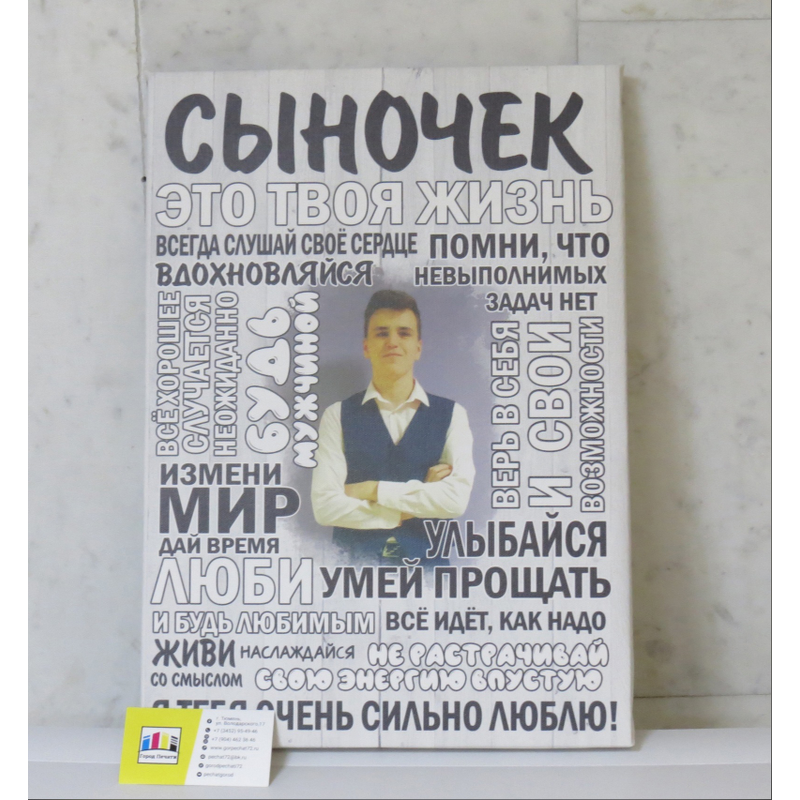 СЫНОЧЕК
ЭТО ТВОЯ ЖИЗНЬ
ВСЕГДА СЛУШАЙ СВОЁ СЕРДЦЕ
ПОМНИ, ЧТО
ВДОХНОВЛЯЙСЯ
НЕВЫПОЛНИМЫХ
ЗАДАЧ НЕТ
ВСЁ ХОРОШЕЕ
СЛУЧАЕТСЯ
НЕОЖИДАННО
БУДЬ
МУЖЧИНОЙ
ВЕРЬ В СЕБЯ
И СВОИ
ВОЗМОЖНОСТИ
ИЗМЕНИ
МИР
ДАЙ ВРЕМЯ
УЛЫБАЙСЯ
ЛЮБИ
УМЕЙ ПРОЩАТЬ
И БУДЬ ЛЮБИМЫМ
ВСЁ ИДЁТ, КАК НАДО
ЖИВИ
НАСЛАЖДАЙСЯ
НЕ РАСТРАЧИВАЙ
СО СМЫСЛОМ
СВОЮ ЭНЕРГИЮ ВПУСТУЮ
Я ТЕБЯ ОЧЕНЬ СИЛЬНО ЛЮБЛЮ!
Город Печати
г. Тюмень,